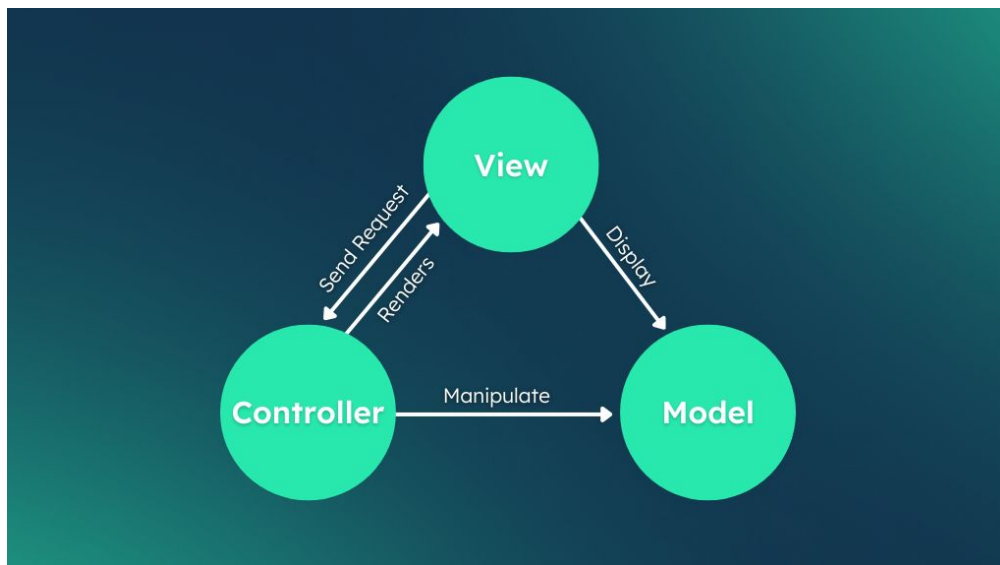 View
Send Request
Renders
Display
Controller
Manipulate
Model